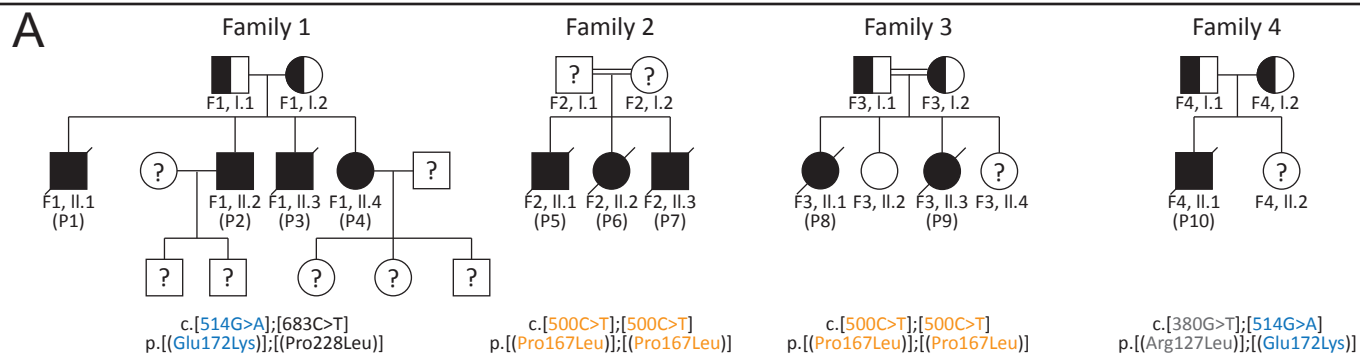 A
Family 1 Family 2 Family 3 Family 4
? ?
F1, I.1 F1, I.2 F2, I.1 F2, I.2 F3, I.1 F3, I.2 F4, I.1 F4, I.2
? ? ? ?
F1, II.1 F1, II.2 F1, II.3 F1, II.4 F2, II.1 F2, II.2 F2, II.3 F3, II.1 F3, II.2 F3, II.3 F3, II.4 F4, II.1 F4, II.2
(P1) (P2) (P3) (P4) (P5) (P6) (P7) (P8) (P9) (P10)
? ? ? ? ?
c.[514G>A];[683C>T] c.[500C>T];[500C>T] c.[500C>T];[500C>T] c.[380G>T];[514G>A]
p.[(Glu172Lys)];[(Pro228Leu)] p.[(Pro167Leu)];[(Pro167Leu)] p.[(Pro167Leu)];[(Pro167Leu)] p.[(Arg127Leu)];[(Glu172Lys)]